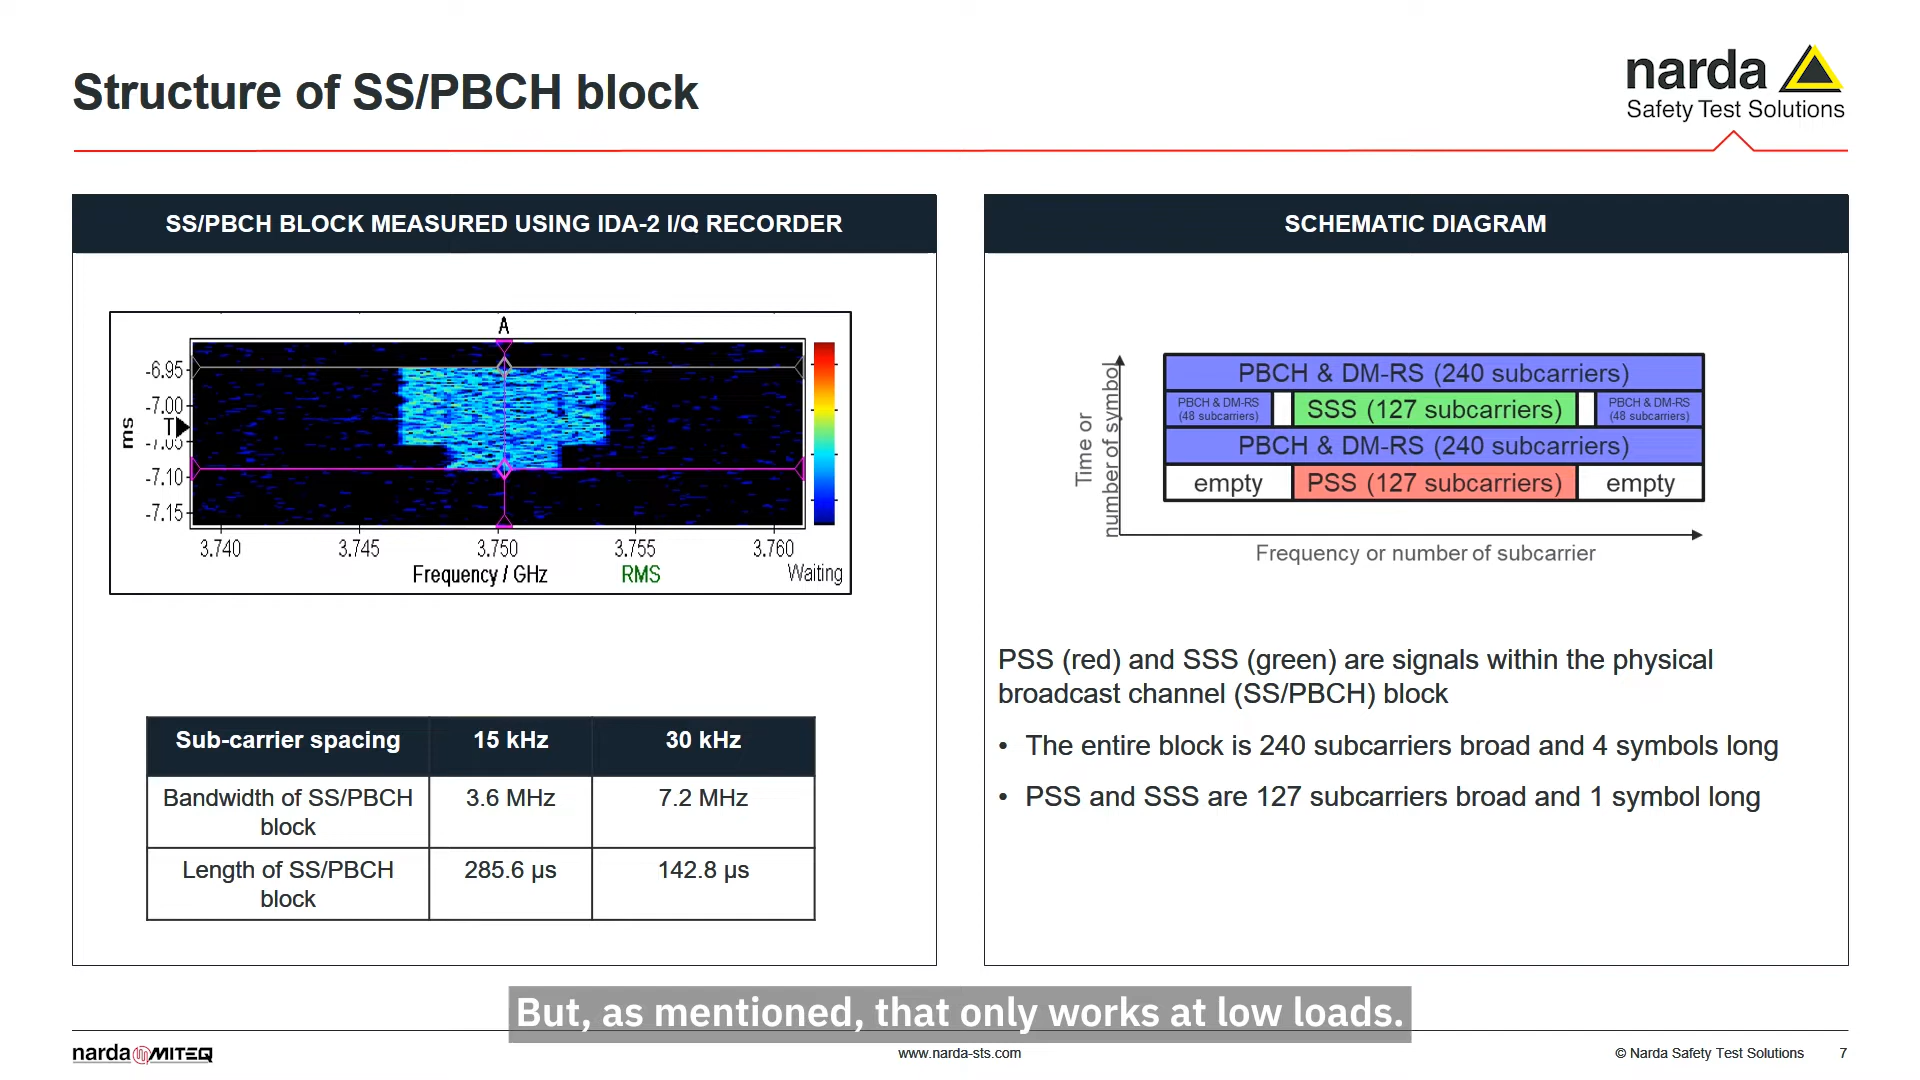 Structure of SS/PBCH block
narda
Safety Test Solutions
SS/PBCH BLOCK MEASURED USING IDA-2 I/Q RECORDER
A
ms
-6.95
-7.00
T
-7.05
-7.10
-7.15
3.740 3.745 3.750 3.755 3.760
Frequency / GHz RMS Waiting
Sub-carrier spacing 15 kHz 30 kHz
Bandwidth of SS/PBCH
block 3.6 MHz 7.2 MHz
Length of SS/PBCH
block 285.6 µs 142.8 µs
SCHEMATIC DIAGRAM
Time or
number of symbol
PBCH & DM-RS (240 subcarriers)
PBCH & DM-RS
(48 subcarriers)
SSS (127 subcarriers)
PBCH & DM-RS
(48 subcarriers)
PBCH & DM-RS (240 subcarriers)
empty PSS (127 subcarriers) empty
Frequency or number of subcarrier
PSS (red) and SSS (green) are signals within the physical
broadcast channel (SS/PBCH) block
• The entire block is 240 subcarriers broad and 4 symbols long
• PSS and SSS are 127 subcarriers broad and 1 symbol long
But, as mentioned, that only works at low loads.
narda MITEQ
www.narda-sts.com
© Narda Safety Test Solutions 7